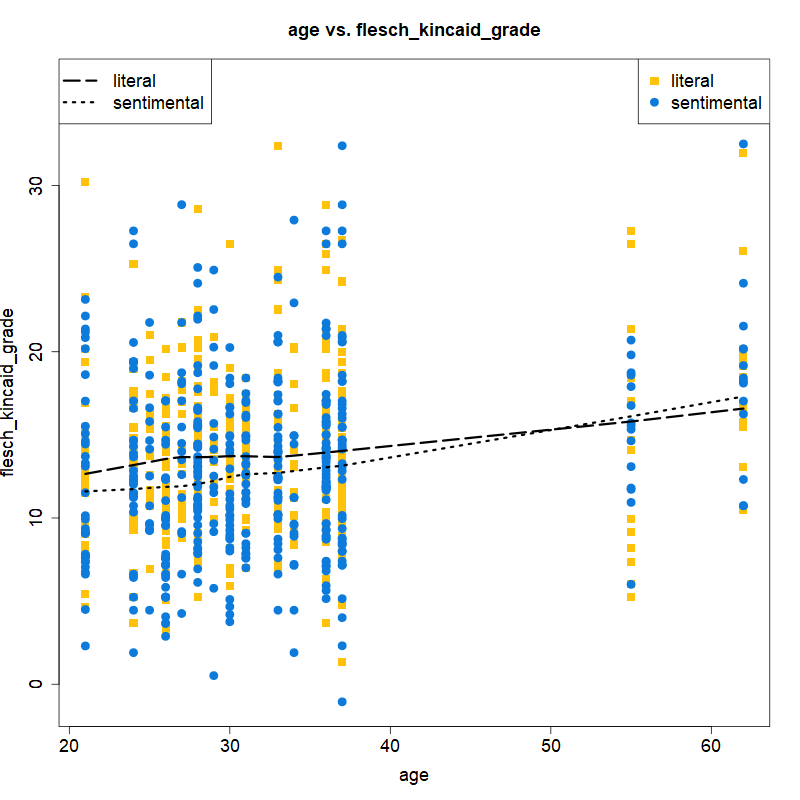 age vs. flesch_kincaid_grade
literal
sentimental
literal
sentimental
flesch_kincaid_grade
30
20
10
0
20
30
40
50
60
age